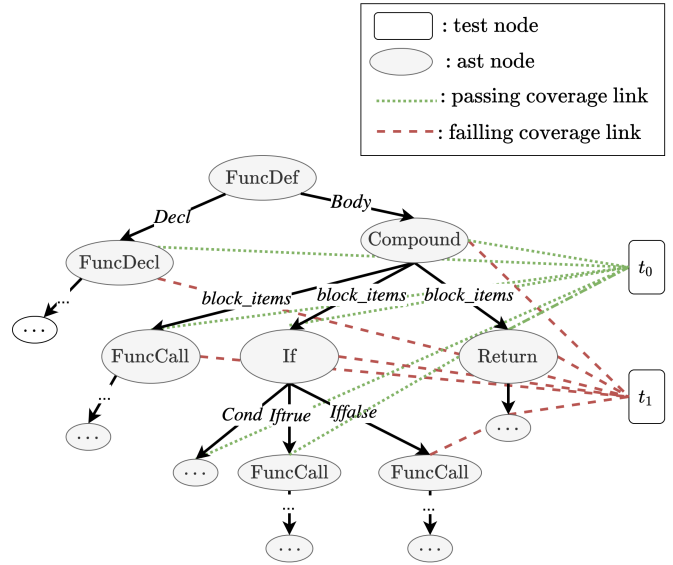 : test node
: ast node
: passing coverage link
: failling coverage link
FuncDef
Decl
Body
Compound
FuncDecl
t0
...
block_items
block_items
block_items
...
FuncCall
If
Return
t1
...
Cond
Iftrue
Iffalse
...
...
...
FuncCall
FuncCall
...
...
...
...